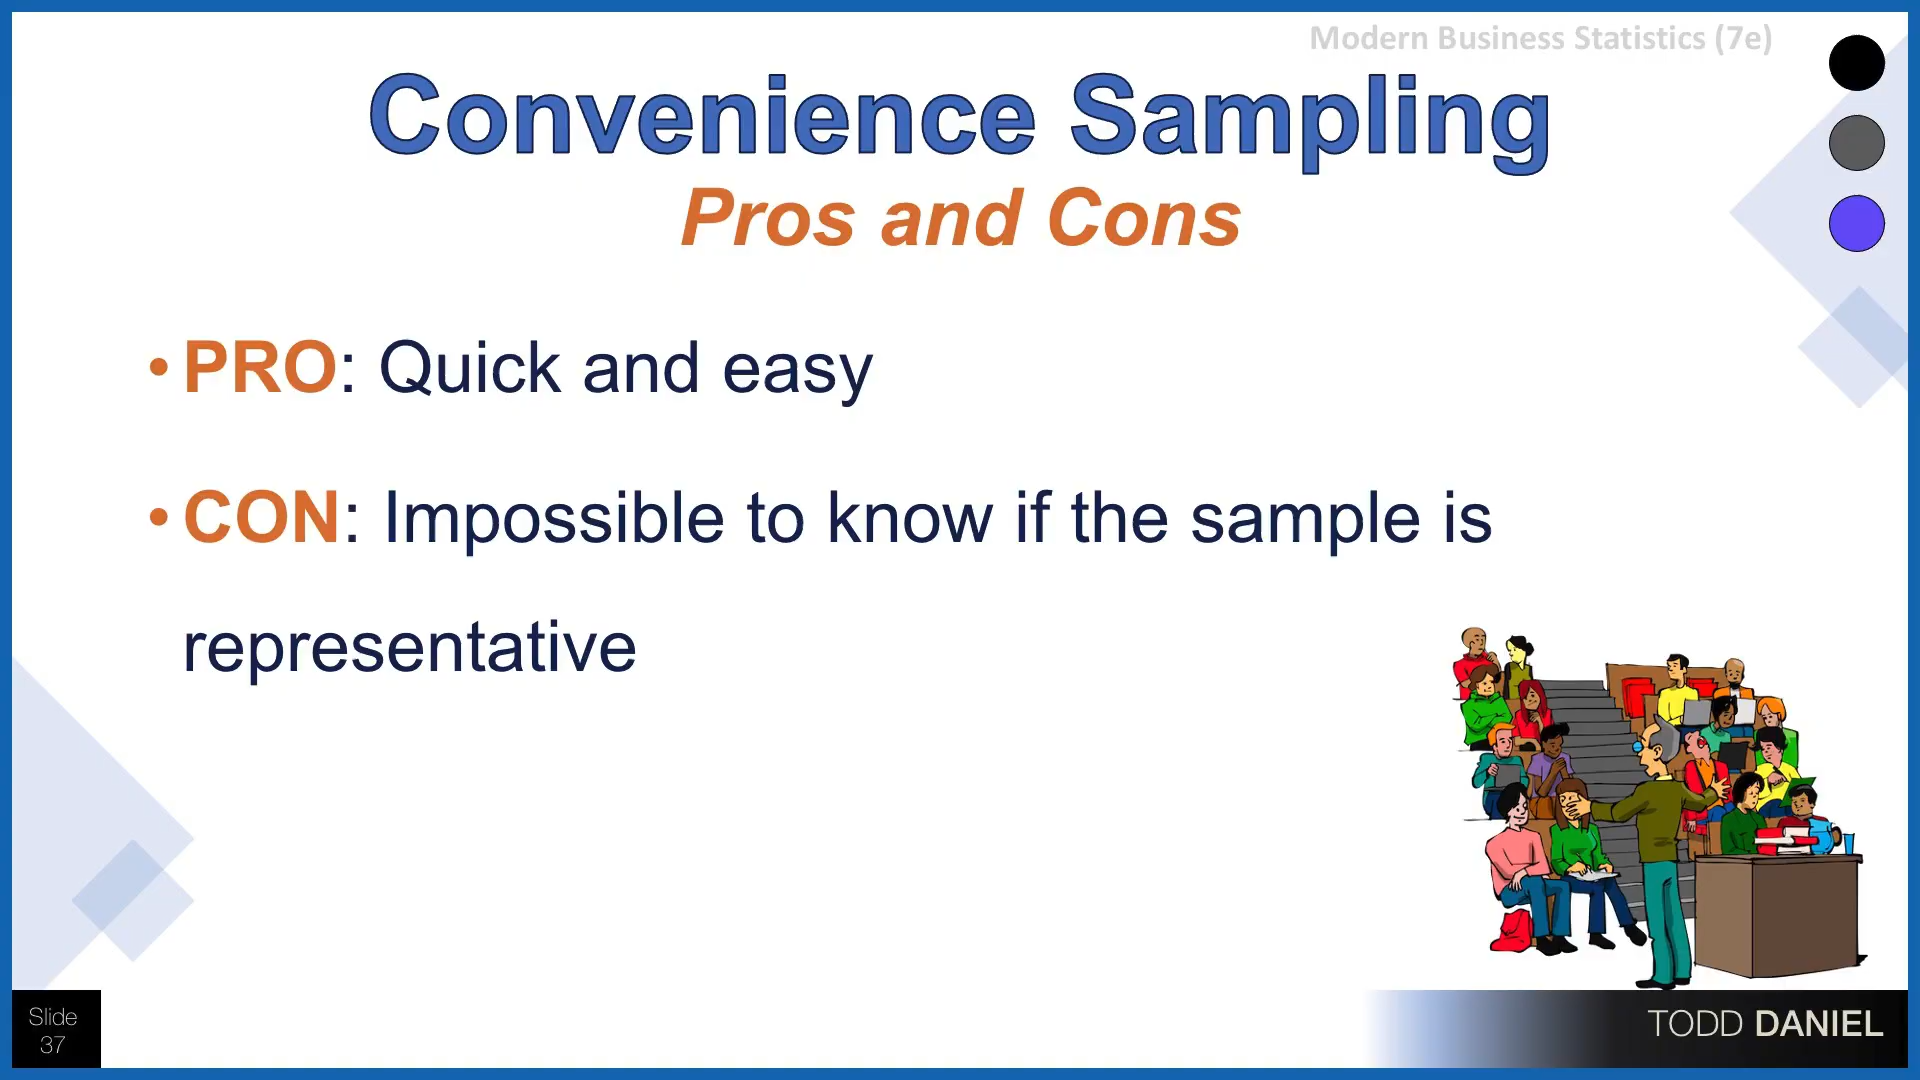 Modern Business Statistics (7e)
Convenience Sampling
Pros and Cons
• PRO: Quick and easy
• CON: Impossible to know if the sample is
representative
Slide
37
TODD DANIEL